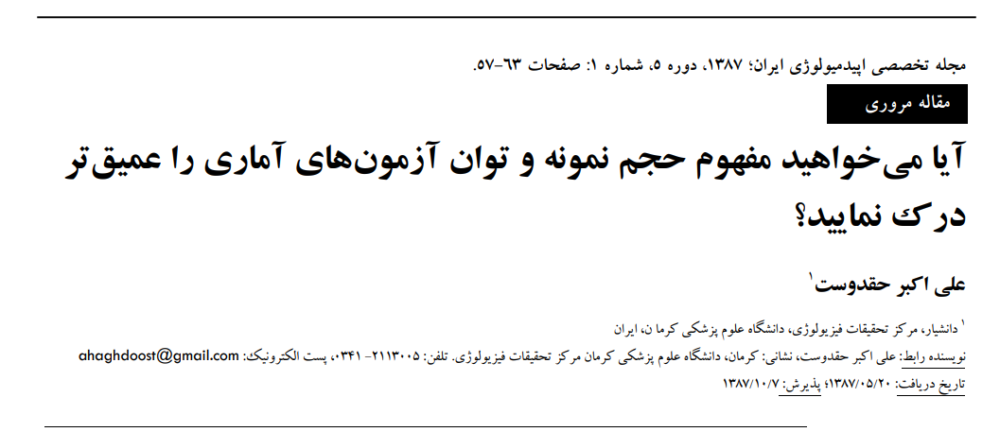 مجله تخصصی اپیدمیولوژی ایران؛ ۱۳۸۷، دوره ۵، شماره ۱: صفحات ۶۳-۵۷.
مقاله مروری
آیا می‌خواهید مفهوم حجم نمونه و توان آزمون‌های آماری را عمیق‌تر
درک نمایید؟
علی اکبر حقدوست۱
۱ دانشیار، مرکز تحقیقات فیزیولوژی، دانشگاه علوم پزشکی کرما ن، ایران
نویسنده رابط: علی اکبر حقدوست، نشانی: کرمان، دانشگاه علوم پزشکی کرمان مرکز تحقیقات فیزیولوژی. تلفن: ۲۱۱۳۰۰۵- ۰۳۴۱، پست الکترونیک: ahaghdoost@gmail.com
تاریخ دریافت: ۱۳۸۷/۰۵/۲۰؛ پذیرش: ۱۳۸۷/۱۰/۷